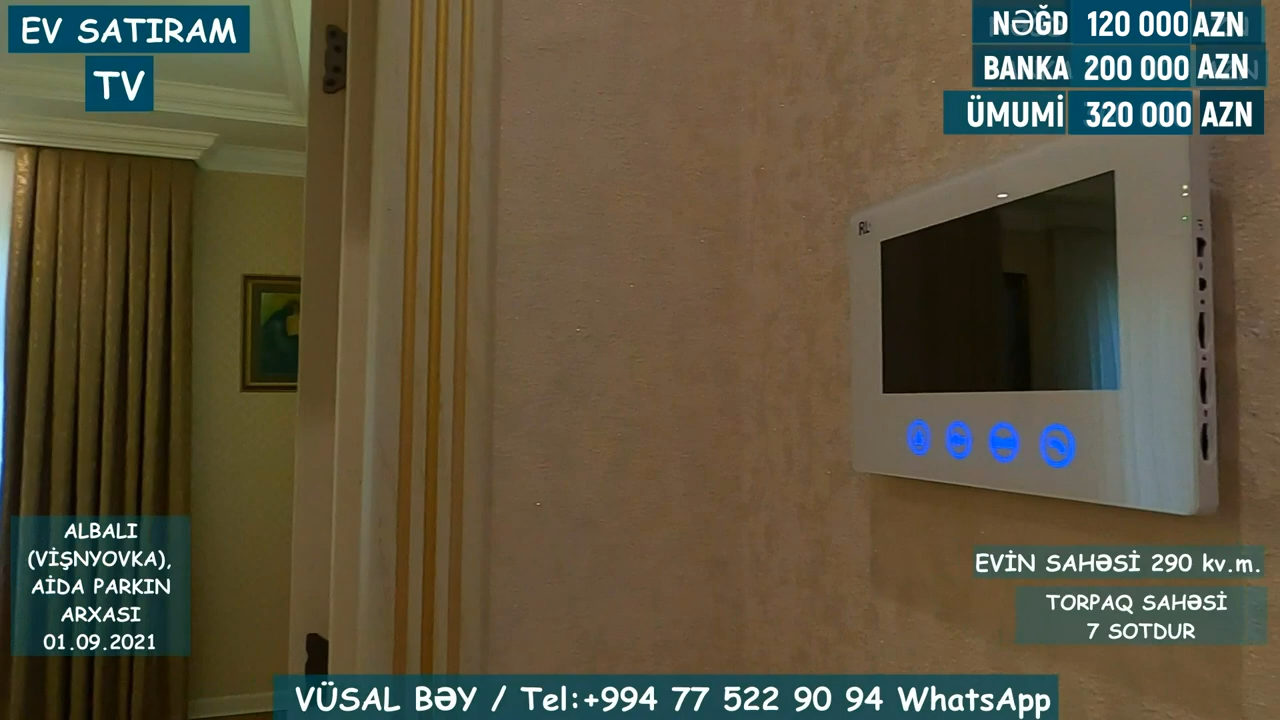 EV SATIRAM
TV
NƏĞD 120 000 AZN
BANKA 200 000 AZN
ÜMUMİ 320 000 AZN
RL
ALBALI
(VİŞNYOVKA),
AİDA PARKIN
ARXASI
01.09.2021
EVİN SAHƏSİ 290 kv.m.
TORPAQ SAHƏSİ
7 SOTDUR
VÜSAL BƏY / Tel:+994 77 522 90 94 WhatsApp